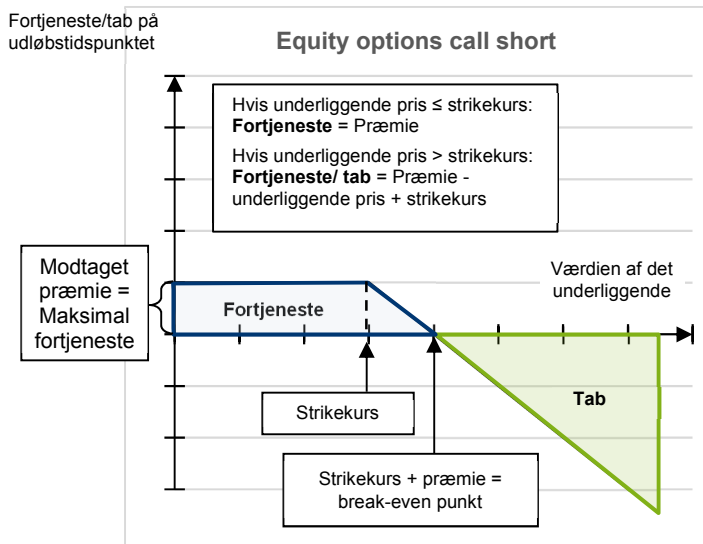 Fortjeneste/tab på
udløbstidspunktet
Equity options call short
Hvis underliggende pris ≤ strikekurs:
Fortjeneste = Præmie
Hvis underliggende pris > strikekurs:
Fortjeneste/ tab = Præmie -
underliggende pris + strikekurs
Modtaget
præmie =
Maksimal
fortjeneste
Fortjeneste
Værdien af det
underliggende
Strikekurs
Tab
Strikekurs + præmie =
break-even punkt